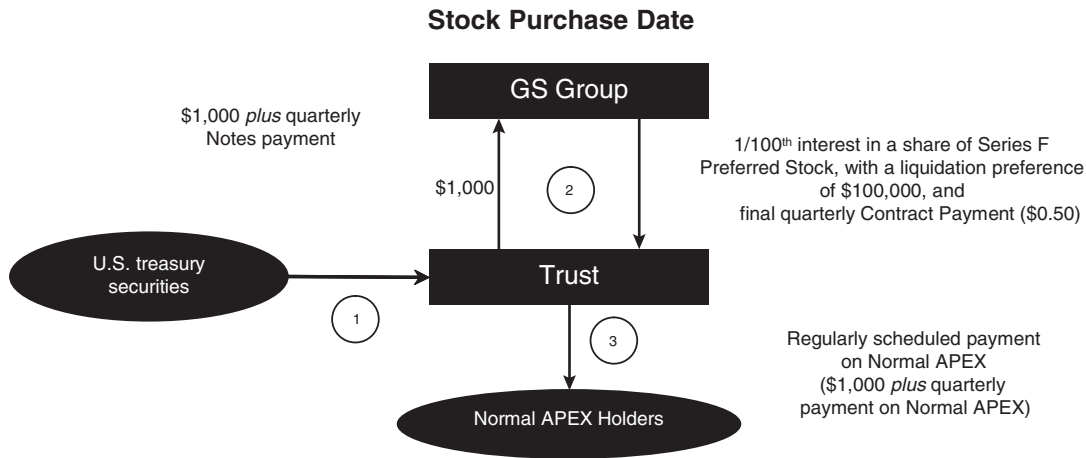 Stock Purchase Date
GS Group
$1,000 plus quarterly
Notes payment
$1,000
2
1/100th interest in a share of Series F
Preferred Stock, with a liquidation preference
of $100,000, and
final quarterly Contract Payment ($0.50)
U.S. treasury
securities
Trust
1
3
Regularly scheduled payment
on Normal APEX
($1,000 plus quarterly
payment on Normal APEX)
Normal APEX Holders